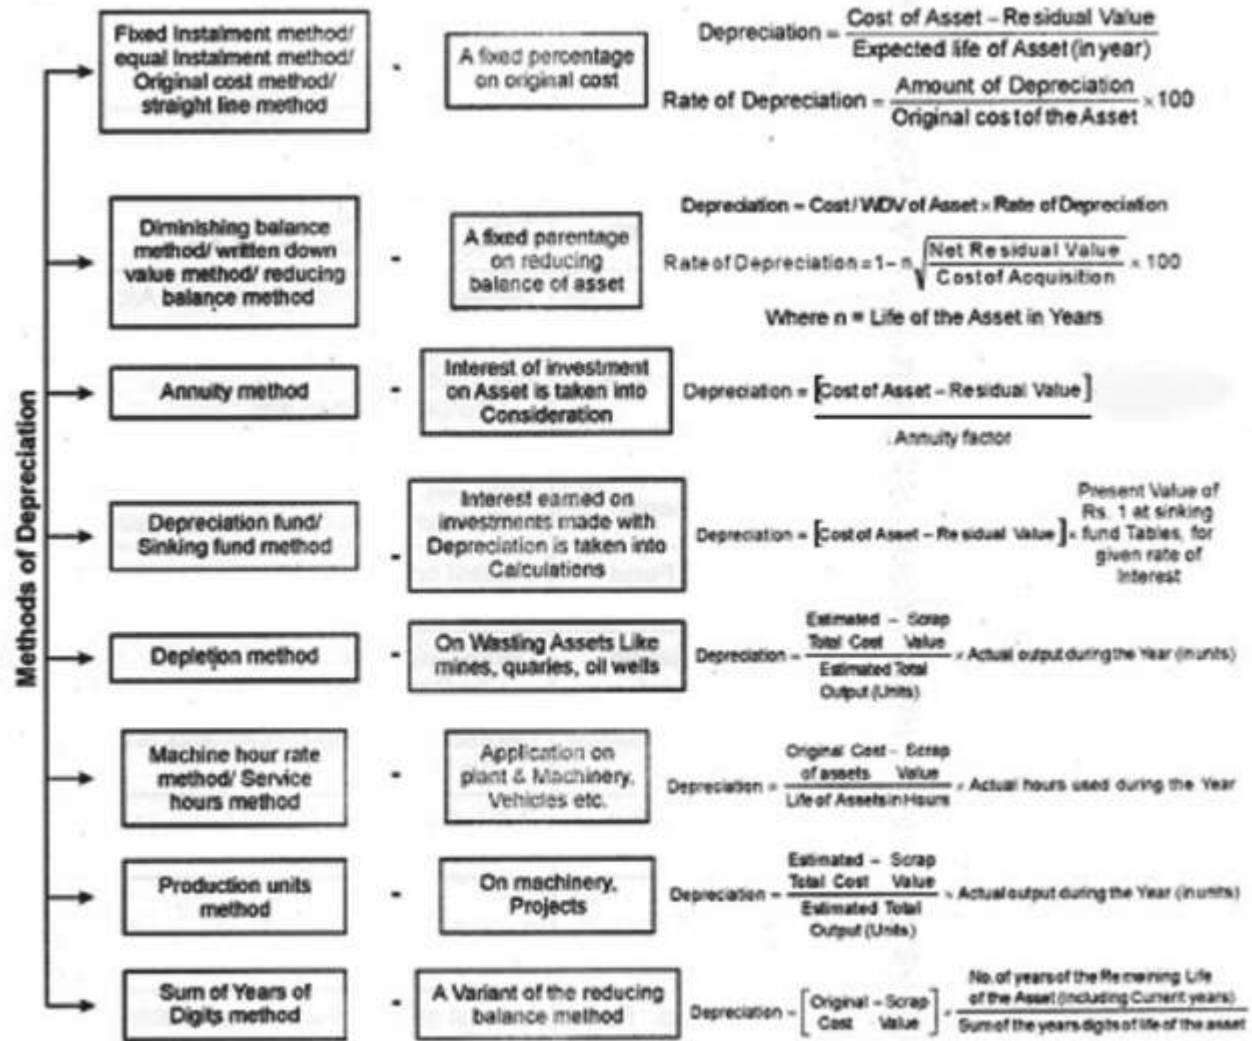 Methods of Depreciation
Fixed Instalment method/
equal Instalment method/
Original cost method/
straight line method
-
A fixed percentage
on original cost
Depreciation = Cost of Asset – Residual Value
Expected life of Asset (in year)
Rate of Depreciation = Amount of Depreciation × 100
Original cost of the Asset
Diminishing balance
method/ written down
value method/ reducing
balance method
-
A fixed parentage
on reducing
balence of asset
Depreciation = Cost / WDV of Asset × Rate of Depreciation
Rate of Depreciation = 1 – n√ Net Residual Value × 100
Cost of Acquisition
Where n = Life of the Asset in Years
Annuity method
-
Interest of investment
on Asset is taken into
Consideration
Depreciation = [Cost of Asset – Residual Value]
Annuity factor
Depreciation fund/
Sinking fund method
-
Interest earned on
investments made with
Depreciation is taken into
Calculations
Depreciation = [Cost of Asset – Residual Value] ×
Present Value of
Rs. 1 at sinking
fund Tables, for
given rate of
Interest
Depletion method
-
On Wasting Assets Like
mines, quaries, oil wells
Estimated – Scrap
Total Cost Value
Depreciation = × Actual output during the Year (in units)
Estimated Total
Output (Units)
Machine hour rate
method/ Service
hours method
-
Application on
plant & Machinery,
Vehicles etc.
Original Cost – Scrap
of assets Value
Depreciation = × Actual hours used during the Year
Life of Assets in Hours
Production units
method
-
On machinery,
Projects
Estimated – Scrap
Total Cost Value
Depreciation = × Actual output during the Year (in units)
Estimated Total
Output (Units)
Sum of Years of
Digits method
-
A Variant of the reducing
balance method
Depreciation = [Original – Scrap
Cost Value] ×
No. of years of the Remaining Life
of the Asset (Including Current years)
Sum of the years digits of life of the asset